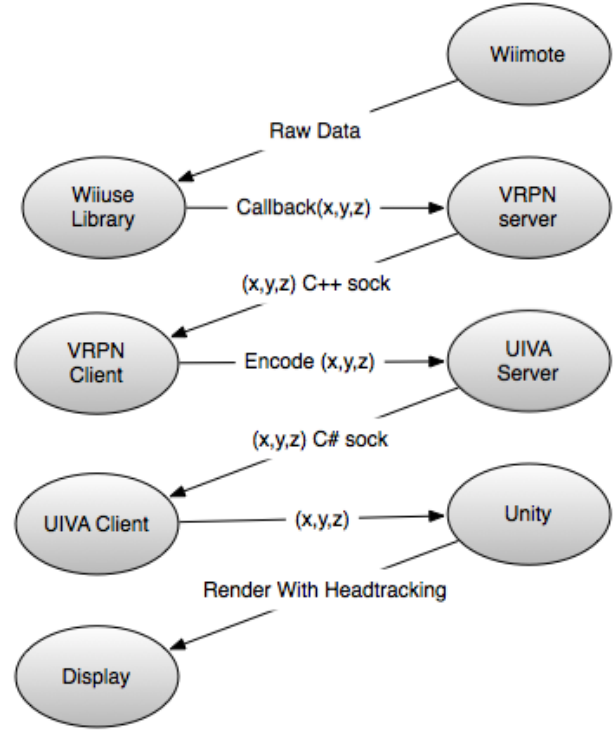 Wiimote
Raw Data
Wiiuse
Library
Callback(x,y,z)
VRPN
server
(x,y,z) C++ sock
VRPN
Client
Encode (x,y,z)
UIVA
Server
(x,y,z) C# sock
UIVA Client
(x,y,z)
Unity
Render With Headtracking
Display